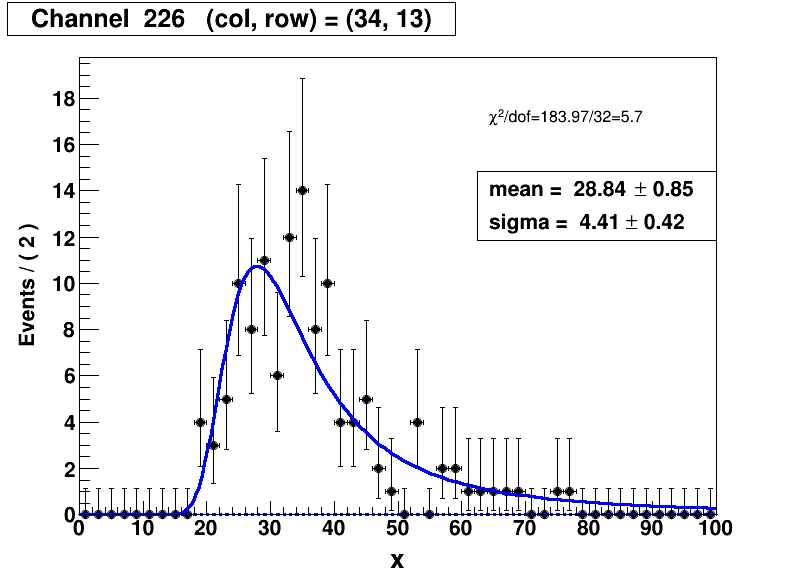 Channel  226   (col, row) = (34, 13)
χ²/dof=183.97/32=5.7
mean =  28.84 ± 0.85
sigma =  4.41 ± 0.42
Events / ( 2 )
18
16
14
12
10
8
6
4
2
0
0 10 20 30 40 50 60 70 80 90 100
x